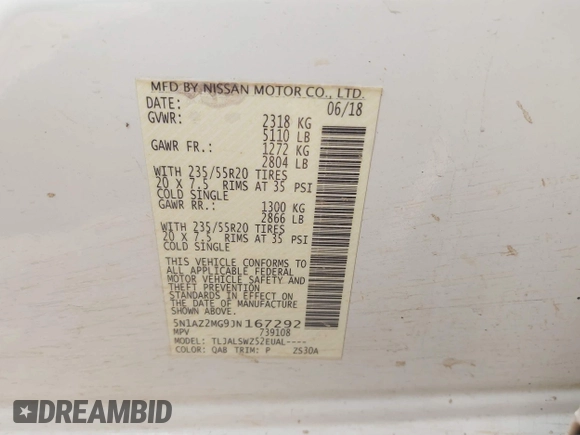 MFD BY NISSAN MOTOR CO., LTD.
DATE: 06/18
GVWR: 2318 KG
5110 LB
GAWR FR.: 1272 KG
2804 LB
WITH 235/55R20 TIRES
20 X 7.5 RIMS AT 35 PSI
COLD SINGLE
GAWR RR.: 1300 KG
2866 LB
WITH 235/55R20 TIRES
20 X 7.5 RIMS AT 35 PSI
COLD SINGLE
THIS VEHICLE CONFORMS TO
ALL APPLICABLE FEDERAL
MOTOR VEHICLE SAFETY AND
THEFT PREVENTION
STANDARDS IN EFFECT ON
THE DATE OF MANUFACTURE
SHOWN ABOVE.
5N1AZ2MG9JN167292
MPV 739108
MODEL: TLJALSWZ52EUAL----
COLOR: QAB TRIM: P 2S30A
DREAMBID